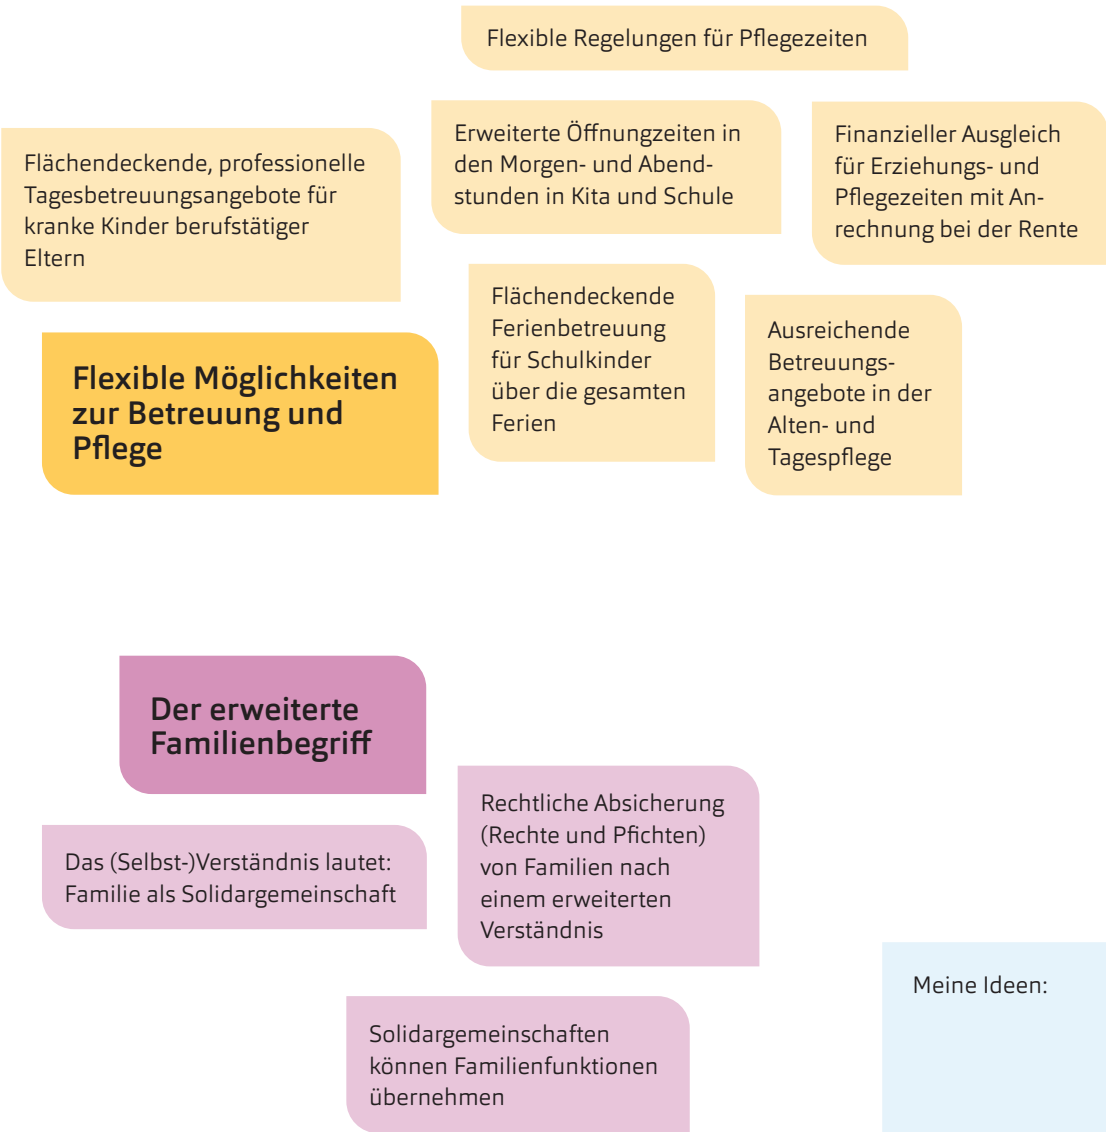 Flexible Regelungen für Pflegezeiten
Flächendeckende, professionelle
Tagesbetreuungsangebote für
kranke Kinder berufstätiger
Eltern
Erweiterte Öffnungzeiten in
den Morgen- und Abend-
stunden in Kita und Schule
Finanzieller Ausgleich
für Erziehungs- und
Pflegezeiten mit An-
rechnung bei der Rente
Flexible Möglichkeiten
zur Betreuung und
Pflege
Flächendeckende
Ferienbetreuung
für Schulkinder
über die gesamten
Ferien
Ausreichende
Betreuungs-
angebote in der
Alten- und
Tagespflege
Der erweiterte
Familienbegriff
Das (Selbst-)Verständnis lautet:
Familie als Solidargemeinschaft
Rechtliche Absicherung
(Rechte und Pfichten)
von Familien nach
einem erweiterten
Verständnis
Solidargemeinschaften
können Familienfunktionen
übernehmen
Meine Ideen: